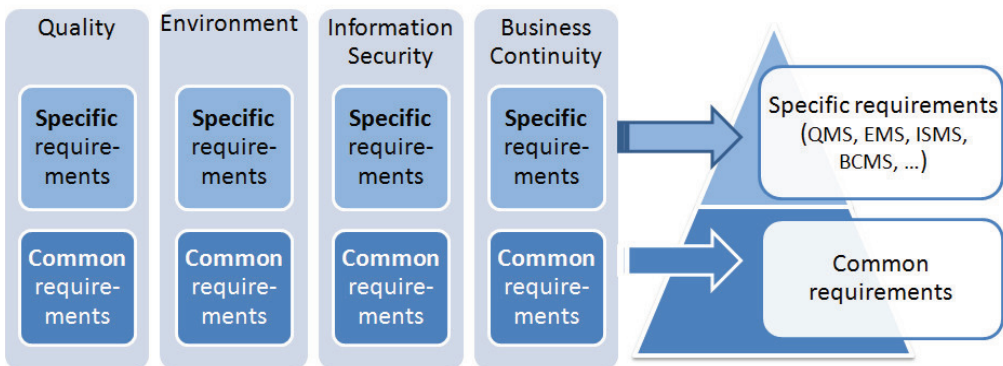 Quality
Specific
require-
ments
Common
require-
ments
Environment
Specific
require-
ments
Common
require-
ments
Information
Security
Specific
require-
ments
Common
require-
ments
Business
Continuity
Specific
require-
ments
Common
require-
ments
Specific requirements
(QMS, EMS, ISMS,
BCMS, ...)
Common
requirements